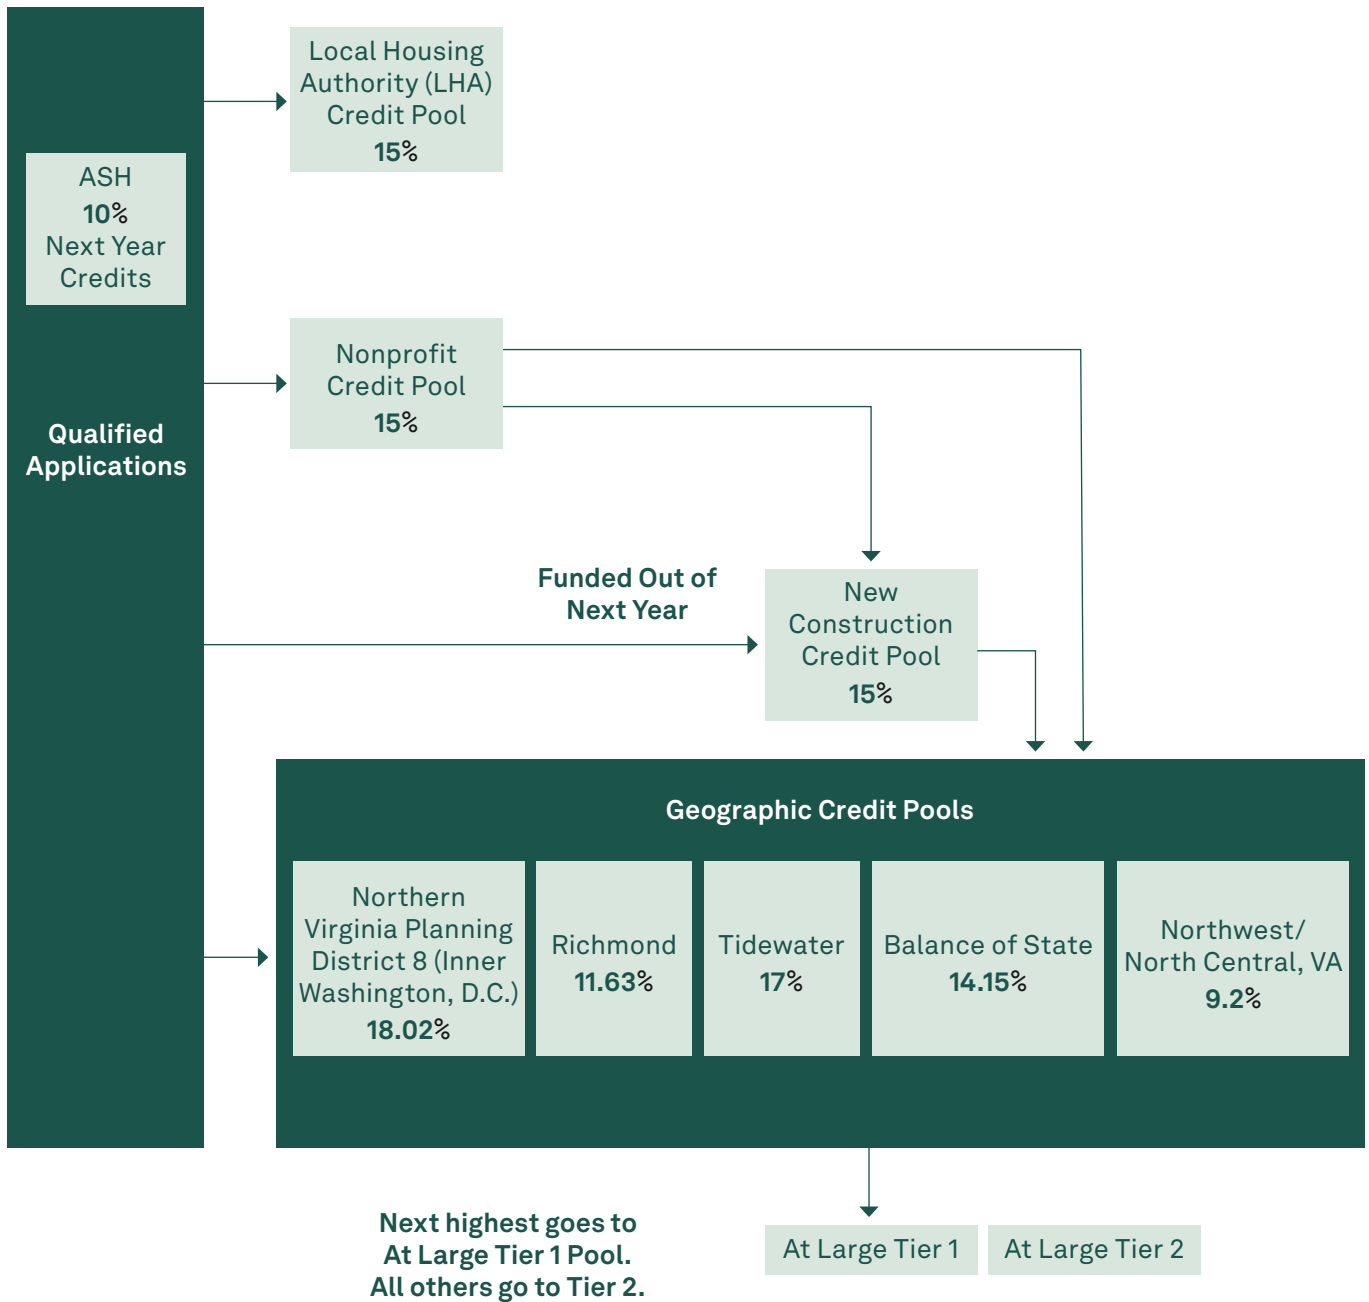 Local Housing
Authority (LHA)
Credit Pool
15%
ASH
10%
Next Year
Credits
Nonprofit
Credit Pool
15%
Qualified
Applications
Funded Out of
Next Year
New
Construction
Credit Pool
15%
Geographic Credit Pools
Northern
Virginia Planning
District 8 (Inner
Washington, D.C.)
18.02%
Richmond
11.63%
Tidewater
17%
Balance of State
14.15%
Northwest/
North Central, VA
9.2%
Next highest goes to
At Large Tier 1 Pool.
All others go to Tier 2.
At Large Tier 1
At Large Tier 2